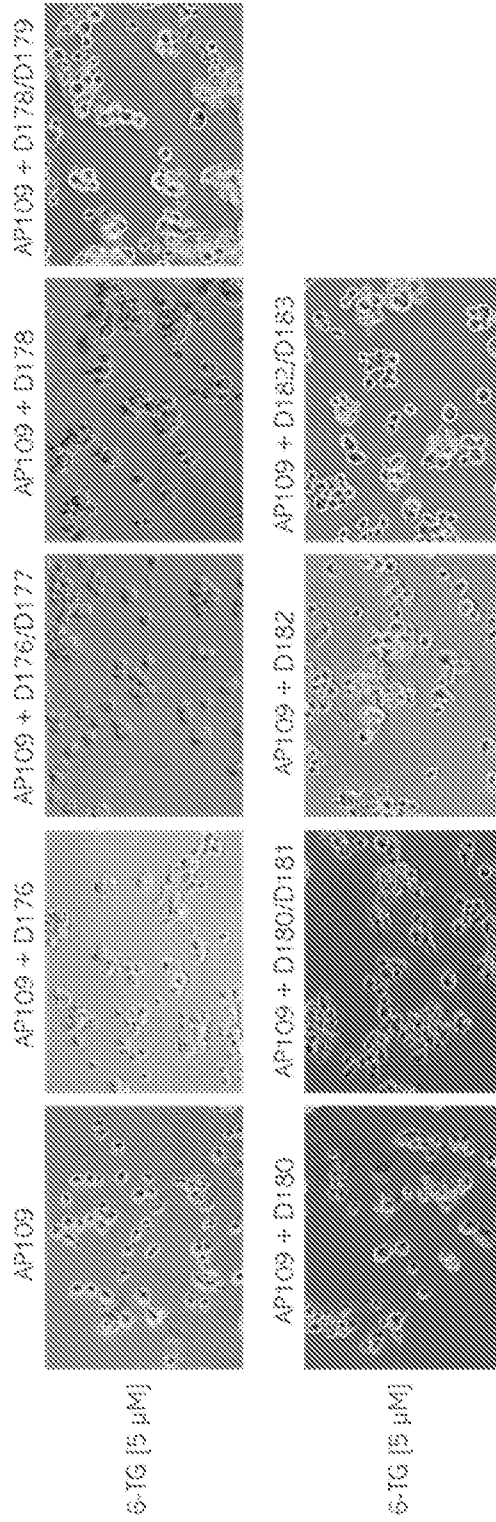 AP109
AP109 + D176
AP109 + D176/D177
AP109 + D178
AP109 + D178/D179
6-TG [5 µM]
AP109 + D180
AP109 + D180/D181
AP109 + D182
AP109 + D182/D183
6-TG [5 µM]